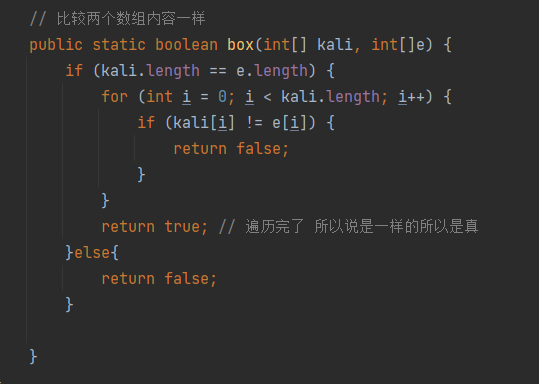 // 比较两个数组内容一样
public static boolean box(int[] kali, int[]e) {
    if (kali.length == e.length) {
        for (int i = 0; i < kali.length; i++) {
            if (kali[i] != e[i]) {
                return false;
            }
        }
        return true; // 遍历完了 所以说是一样的所以是真
    }else{
        return false;
    }
}